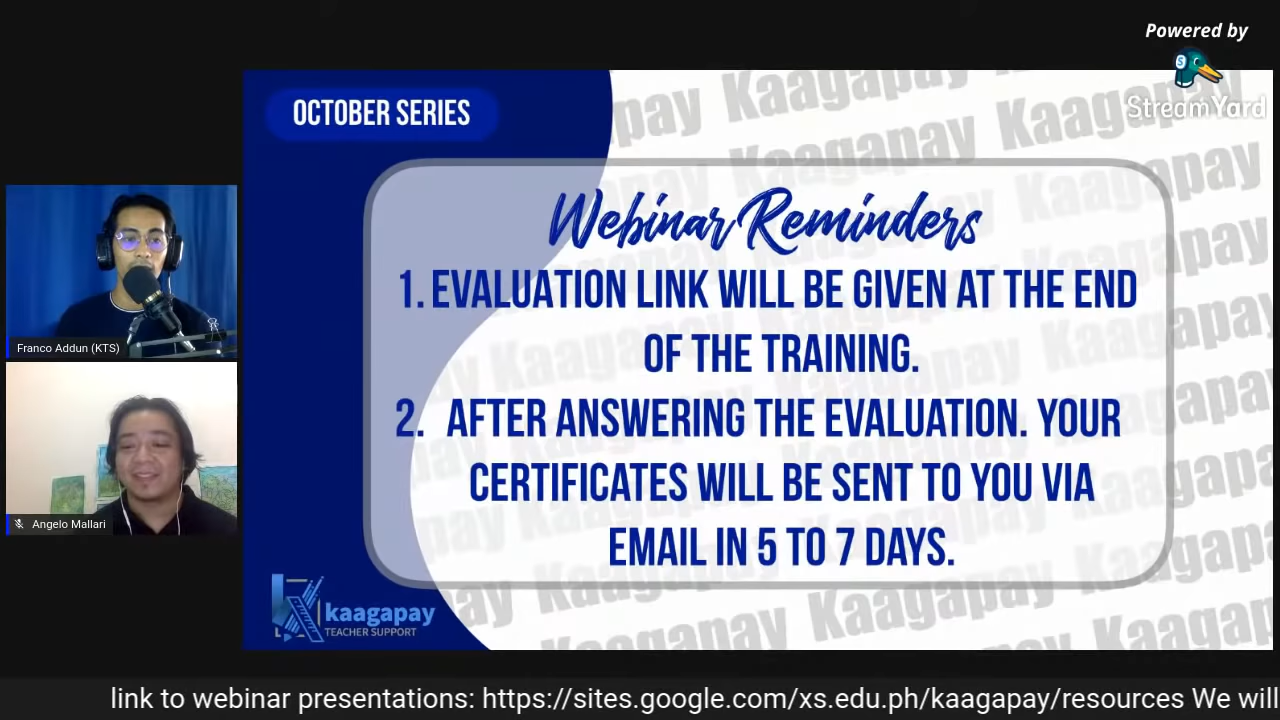 Powered by
StreamYard
OCTOBER SERIES
Webinar Reminders
1. EVALUATION LINK WILL BE GIVEN AT THE END
OF THE TRAINING.
2. AFTER ANSWERING THE EVALUATION. YOUR
CERTIFICATES WILL BE SENT TO YOU VIA
EMAIL IN 5 TO 7 DAYS.
Franco Addun (KTS)
Angelo Mallari
kaagapay
TEACHER SUPPORT
link to webinar presentations: https://sites.google.com/xs.edu.ph/kaagapay/resources We will